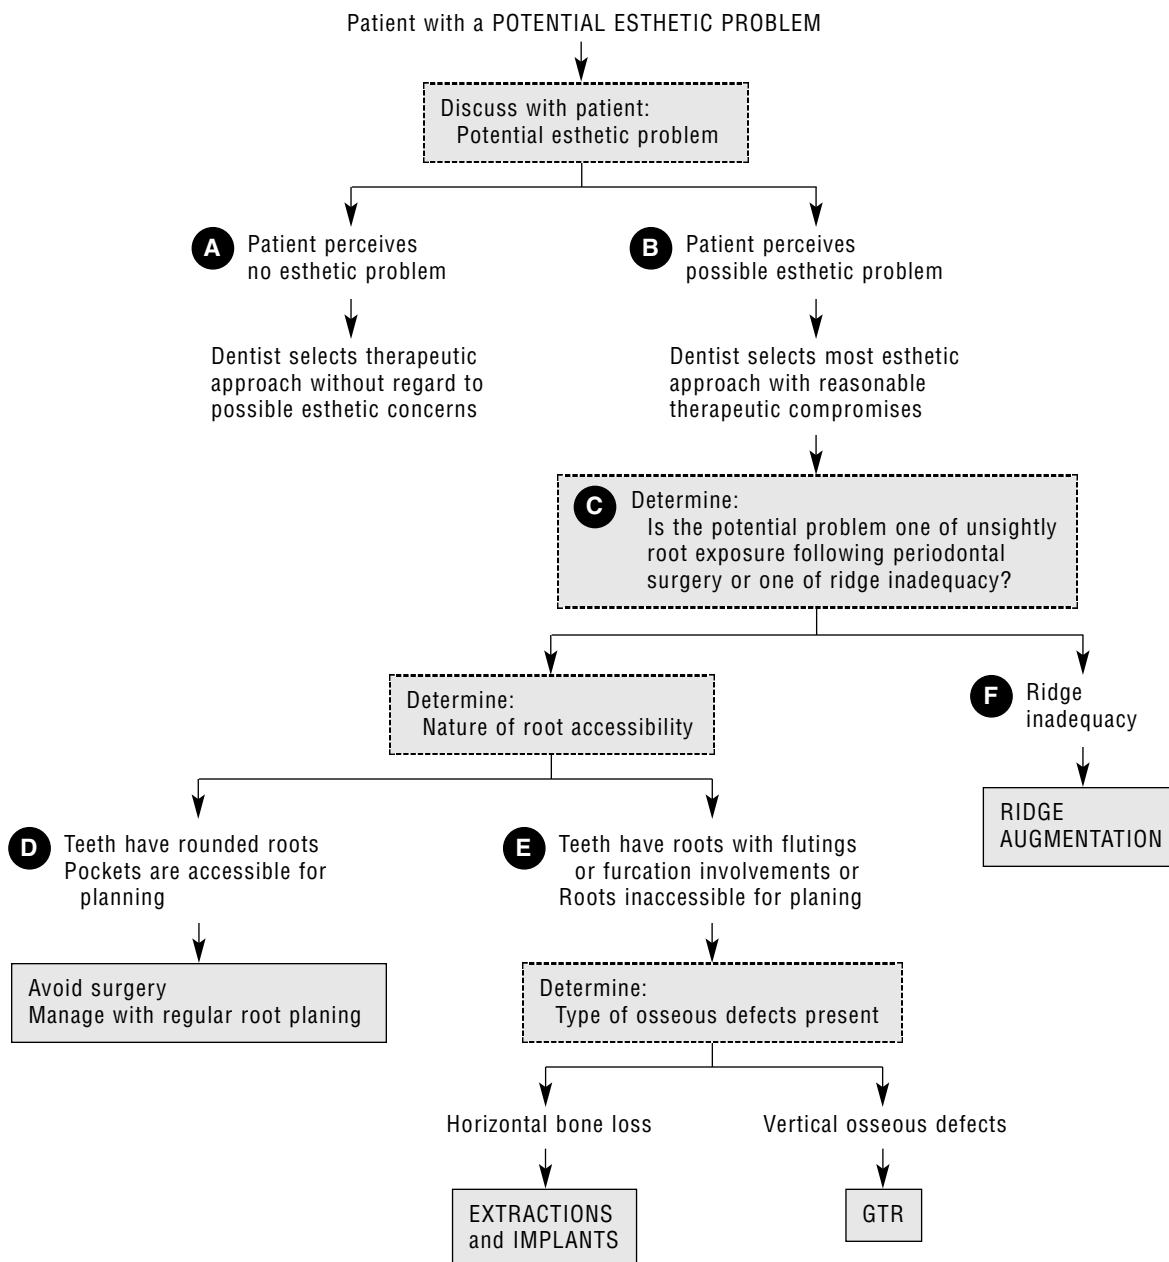 Patient with a POTENTIAL ESTHETIC PROBLEM
Discuss with patient:
Potential esthetic problem
A
Patient perceives
no esthetic problem
B
Patient perceives
possible esthetic problem
Dentist selects therapeutic
approach without regard to
possible esthetic concerns
Dentist selects most esthetic
approach with reasonable
therapeutic compromises
C
Determine:
Is the potential problem one of unsightly
root exposure following periodontal
surgery or one of ridge inadequacy?
Determine:
Nature of root accessibility
F
Ridge
inadequacy
RIDGE
AUGMENTATION
D
Teeth have rounded roots
Pockets are accessible for
planning
E
Teeth have roots with flutings
or furcation involvements or
Roots inaccessible for planing
Avoid surgery
Manage with regular root planing
Determine:
Type of osseous defects present
Horizontal bone loss
Vertical osseous defects
EXTRACTIONS
and IMPLANTS
GTR